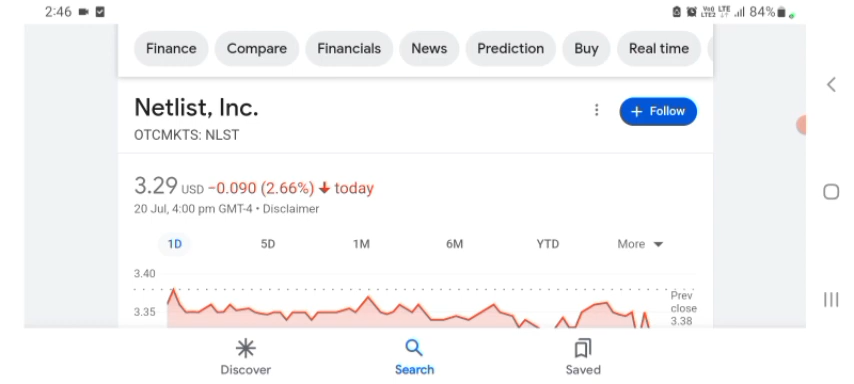 2:46 84%
Finance Compare Financials News Prediction Buy Real time
Netlist, Inc.
+ Follow
OTCMKTS: NLST
3.29 USD −0.090 (2.66%) ↓ today
20 Jul, 4:00 pm GMT-4 • Disclaimer
1D 5D 1M 6M YTD More
3.40
3.35
Prev
close
3.38
Discover Search Saved